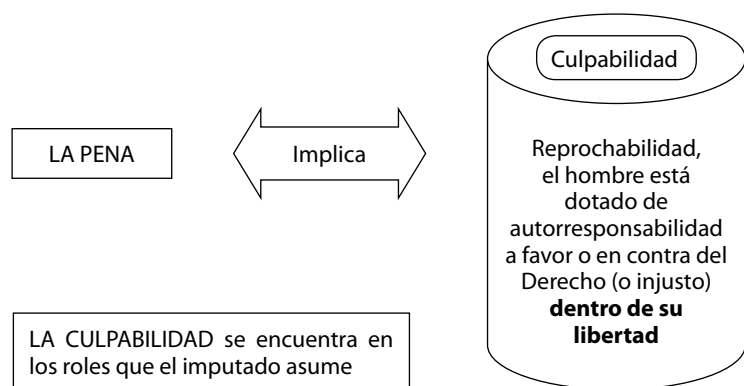 LA PENA
Implica
Culpabilidad
Reprochabilidad,
el hombre está
dotado de
autorresponsabilidad
a favor o en contra del
Derecho (o injusto)
dentro de su
libertad
LA CULPABILIDAD se encuentra en
los roles que el imputado asume